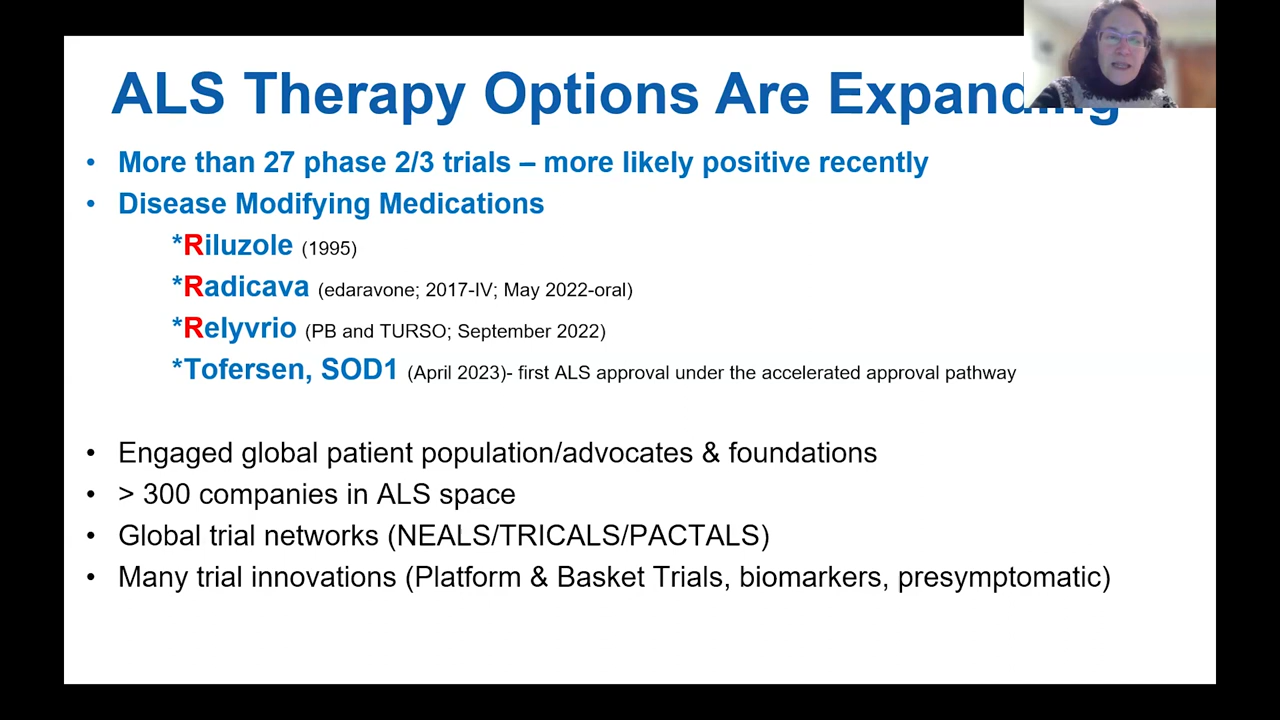 ALS Therapy Options Are Expanding
• More than 27 phase 2/3 trials – more likely positive recently
• Disease Modifying Medications
*Riluzole (1995)
*Radicava (edaravone; 2017-IV; May 2022-oral)
*Relyvrio (PB and TURSO; September 2022)
*Tofersen, SOD1 (April 2023)- first ALS approval under the accelerated approval pathway
• Engaged global patient population/advocates & foundations
• > 300 companies in ALS space
• Global trial networks (NEALS/TRICALS/PACTALS)
• Many trial innovations (Platform & Basket Trials, biomarkers, presymptomatic)